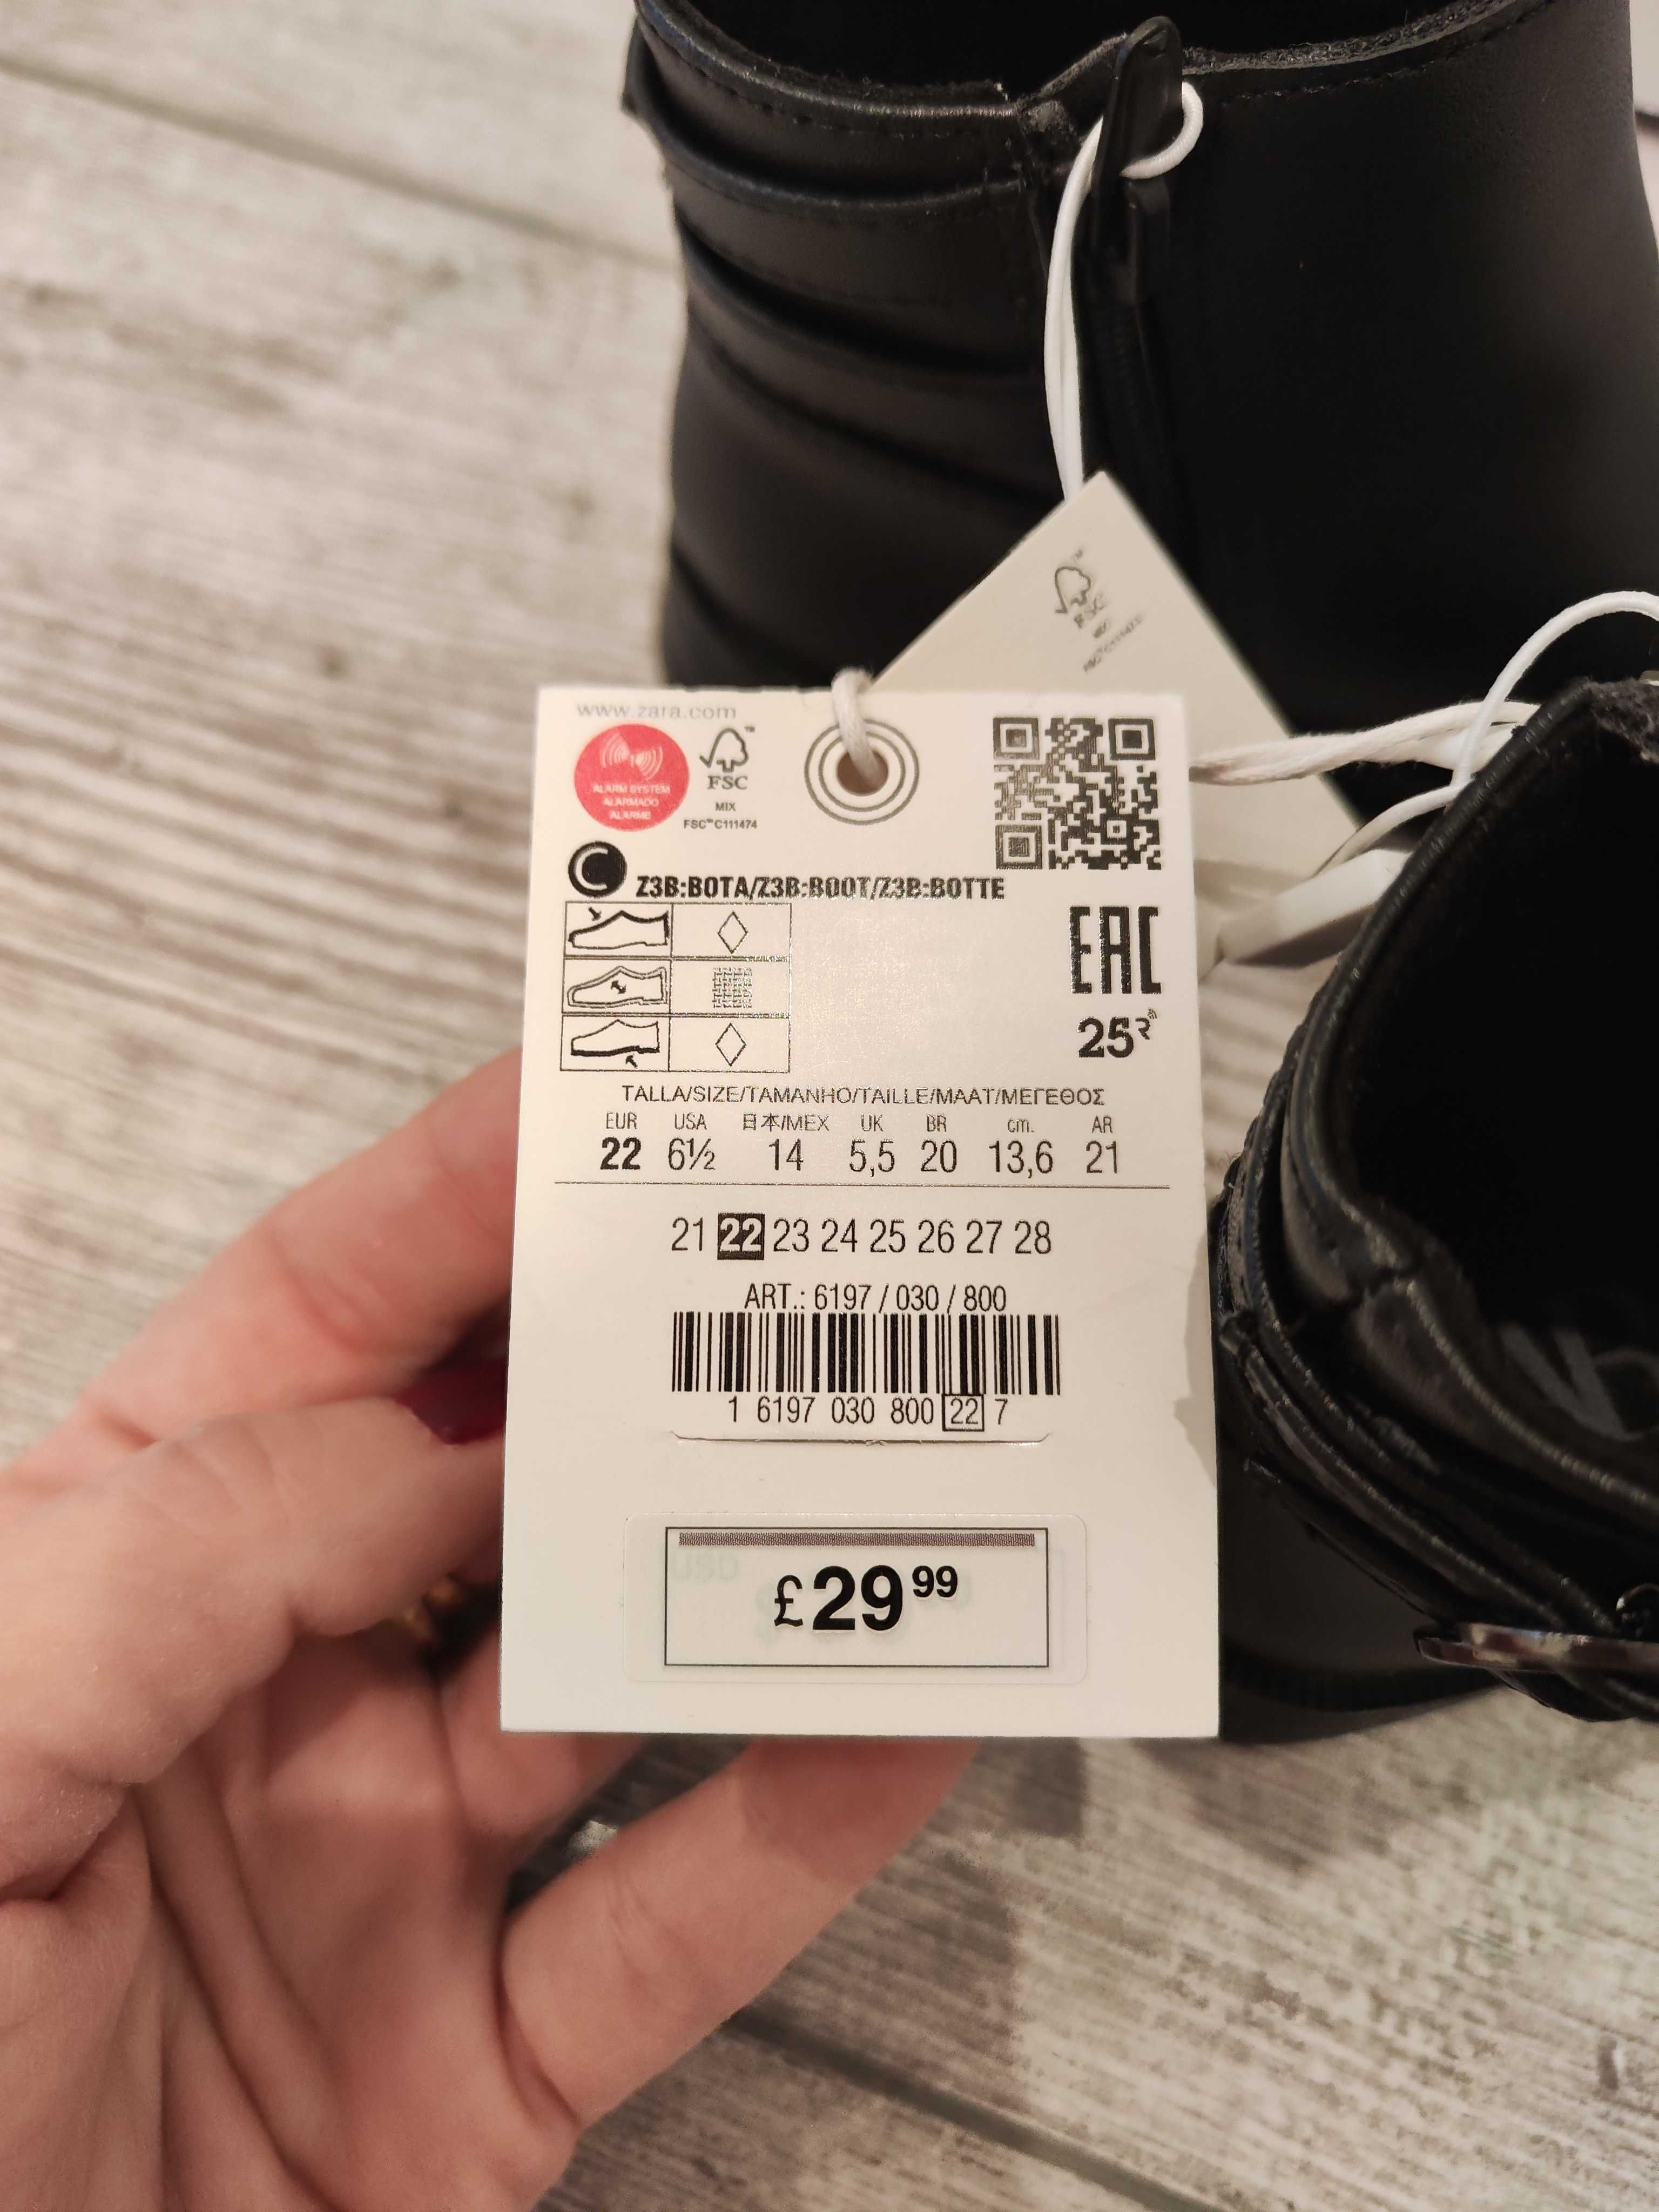 www.zara.com
ALARM SYSTEM
ALARMADO
ALARME
FSC™
MIX
FSC™ C111474
Z3B:BOTA/Z3B:BOOT/Z3B:BOTTE
EAC
25R
TALLA/SIZE/TAMANHO/TAILLE/MAAT/ΜΕΓΕΘΟΣ
EUR USA 日本/MEX UK BR cm. AR
22 6½ 14 5,5 20 13,6 21
21 22 23 24 25 26 27 28
ART.: 6197 / 030 / 800
1 6197 030 800 22 7
USD
£29 99
FSC